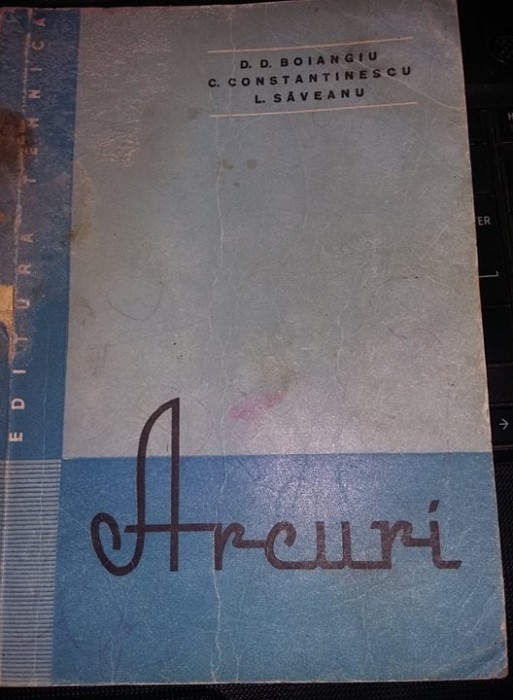 D. D. BOIANGIU
C. CONSTANTINESCU
L. SĂVEANU
EDITURA TEHNICĂ
Arcuri